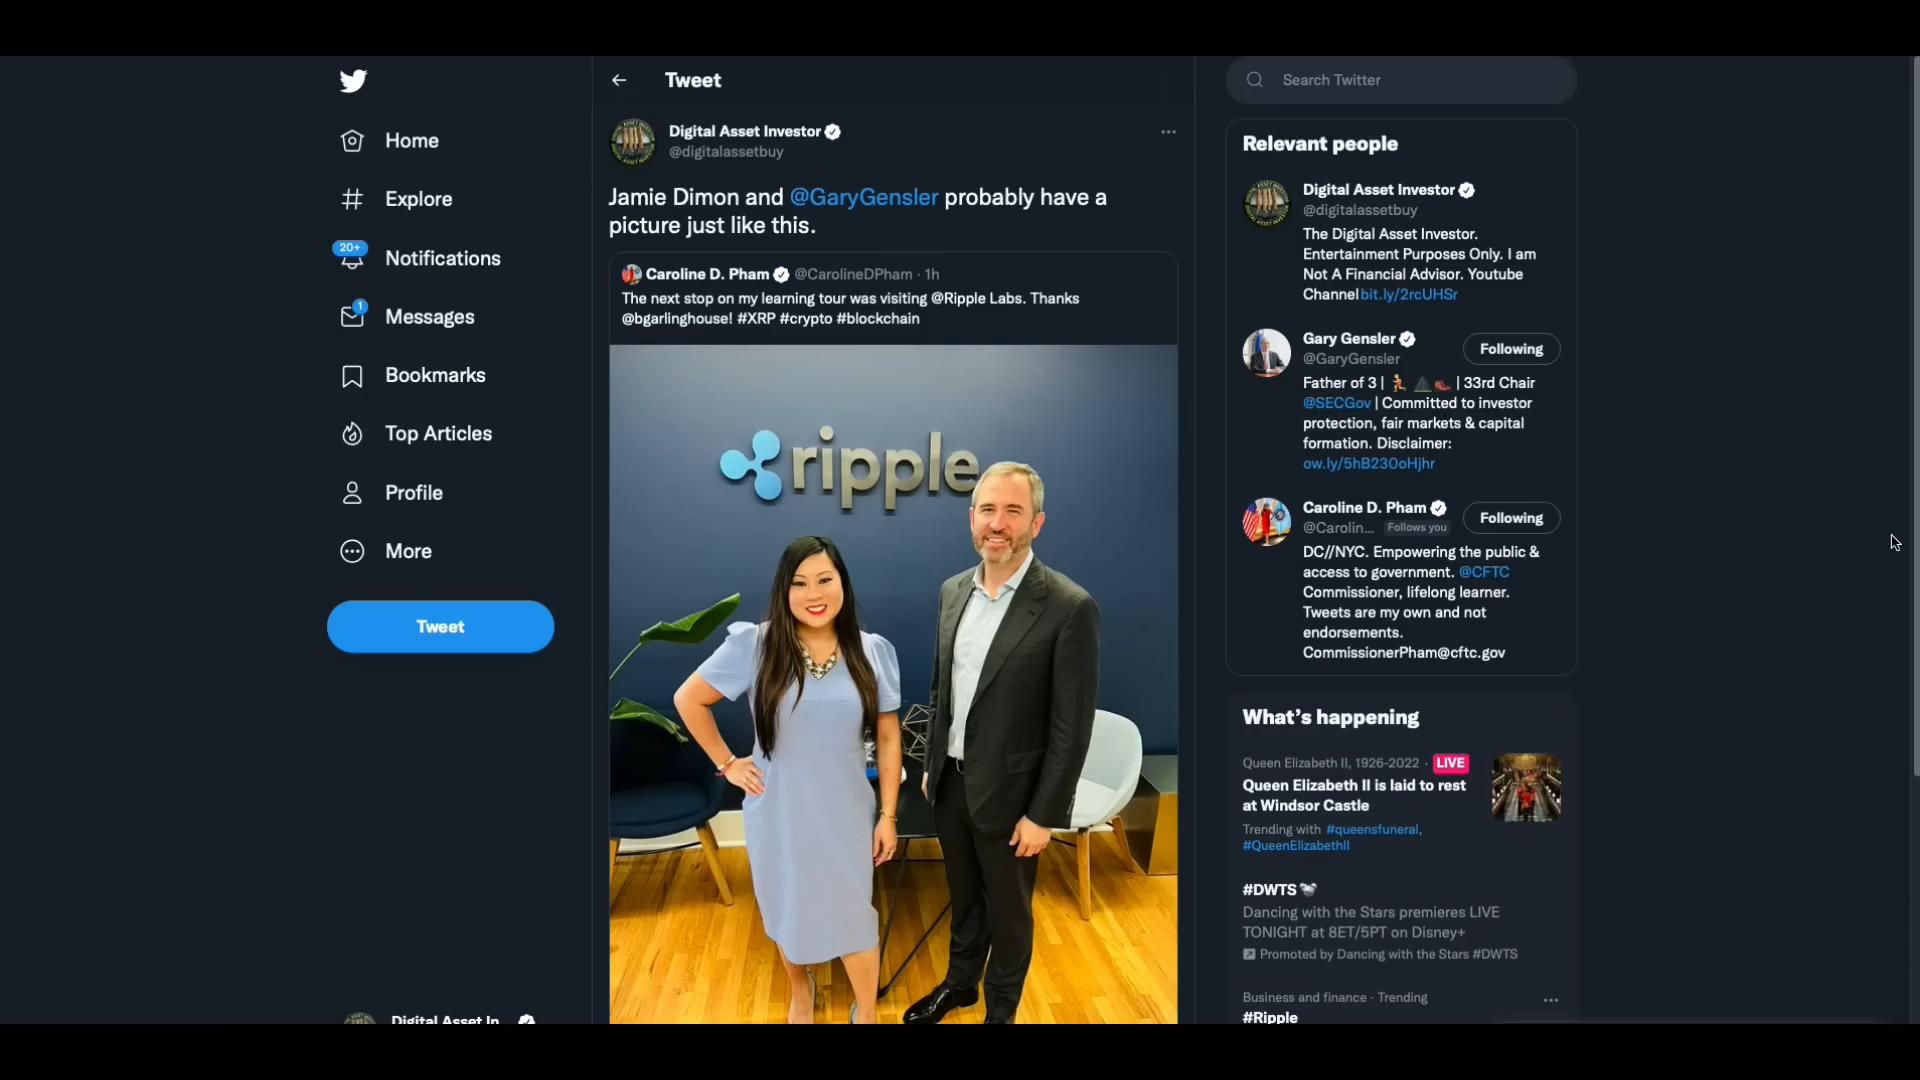 Home
Explore
20+
Notifications
1
Messages
Bookmarks
Top Articles
Profile
More
Tweet
Digital Asset In
Tweet
Digital Asset Investor
@digitalassetbuy
Jamie Dimon and @GaryGensler probably have a
picture just like this.
Caroline D. Pham @CarolineDPham · 1h
The next stop on my learning tour was visiting @Ripple Labs. Thanks
@bgarlinghouse! #XRP #crypto #blockchain
ripple
Search Twitter
Relevant people
Digital Asset Investor
@digitalassetbuy
The Digital Asset Investor.
Entertainment Purposes Only. I am
Not A Financial Advisor. Youtube
Channel bit.ly/2rcUHSr
Gary Gensler
@GaryGensler
Following
Father of 3 | 🏃 ⛰️🥾 | 33rd Chair
@SECGov | Committed to investor
protection, fair markets & capital
formation. Disclaimer:
ow.ly/5hB230oHjhr
Caroline D. Pham
@Carolin... Follows you
Following
DC//NYC. Empowering the public &
access to government. @CFTC
Commissioner, lifelong learner.
Tweets are my own and not
endorsements.
CommissionerPham@cftc.gov
What's happening
Queen Elizabeth II, 1926-2022 · LIVE
Queen Elizabeth II is laid to rest
at Windsor Castle
Trending with #queensfuneral,
#QueenElizabethII
#DWTS
Dancing with the Stars premieres LIVE
TONIGHT at 8ET/5PT on Disney+
Promoted by Dancing with the Stars #DWTS
Business and finance · Trending
#Ripple